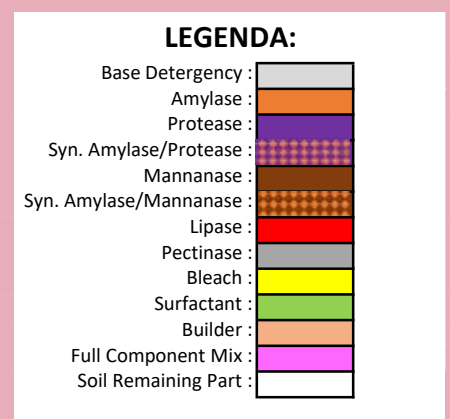 LEGENDA:
Base Detergency :
Amylase :
Protease :
Syn. Amylase/Protease :
Mannanase :
Syn. Amylase/Mannanase :
Lipase :
Pectinase :
Bleach :
Surfactant :
Builder :
Full Component Mix :
Soil Remaining Part :